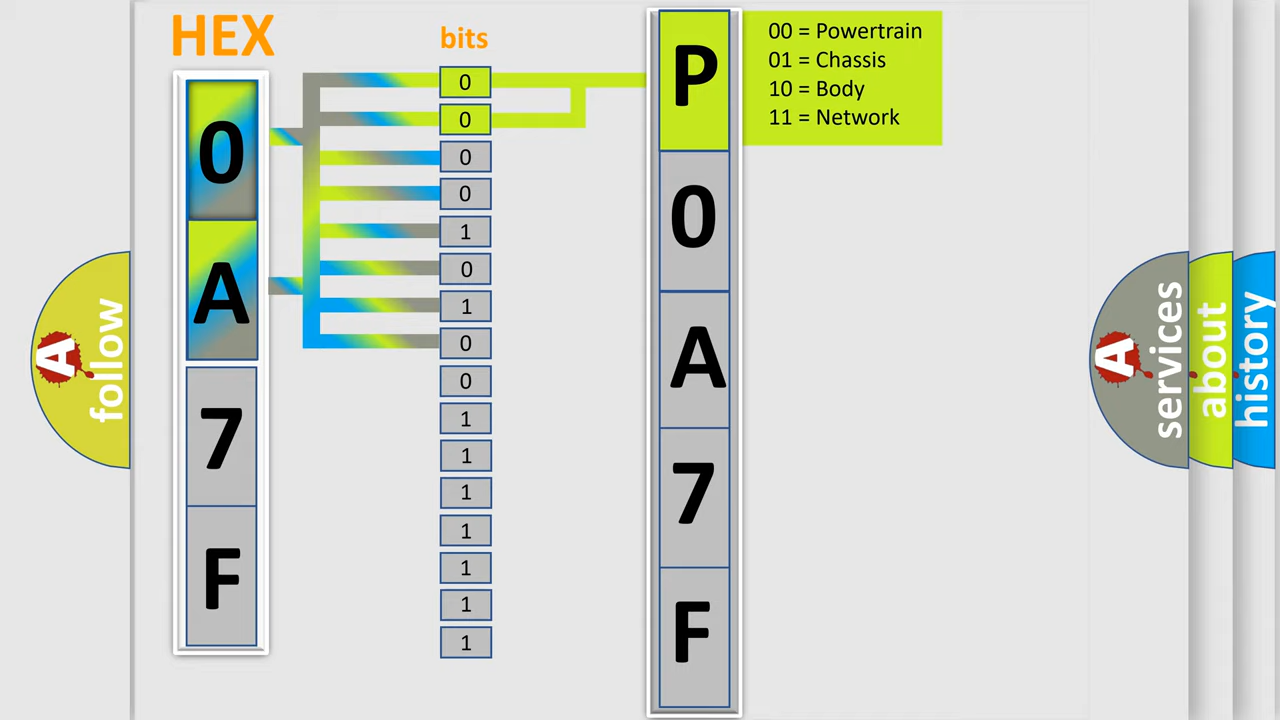 HEX
bits
0
A
7
F
0
0
0
0
1
0
1
0
0
1
1
1
1
1
1
1
P
0
A
7
F
00 = Powertrain
01 = Chassis
10 = Body
11 = Network
A
follow
A
services
about
history